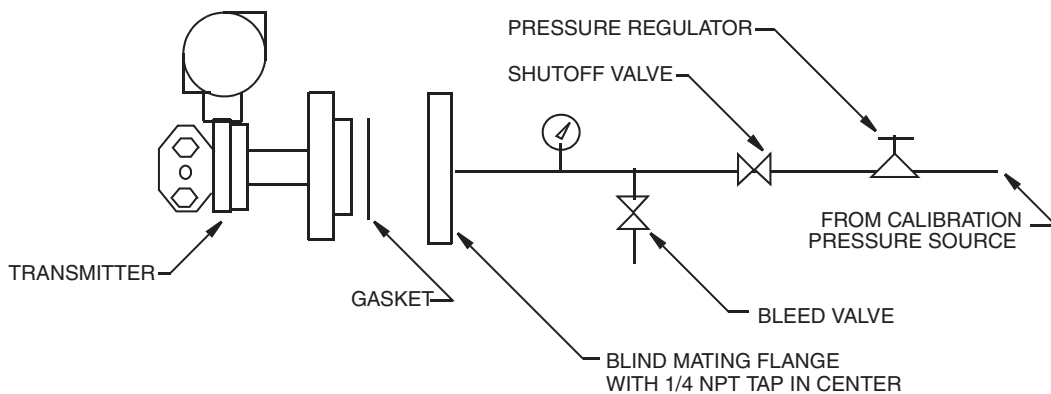 PRESSURE REGULATOR
SHUTOFF VALVE
FROM CALIBRATION
PRESSURE SOURCE
TRANSMITTER
GASKET
BLEED VALVE
BLIND MATING FLANGE
WITH 1/4 NPT TAP IN CENTER